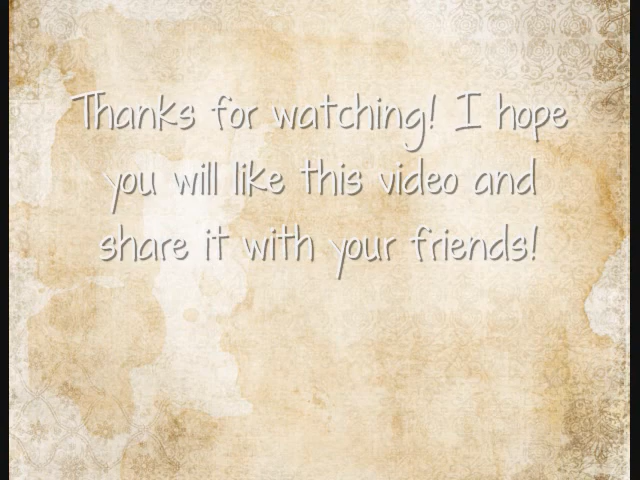 Thanks for watching! I hope
you will like this video and
share it with your friends!